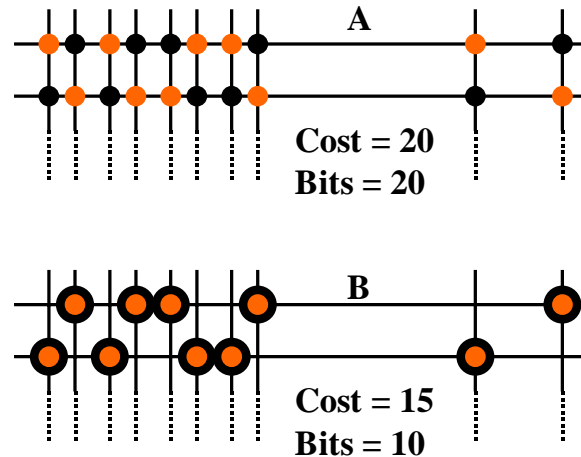 A
Cost = 20
Bits = 20
B
Cost = 15
Bits = 10